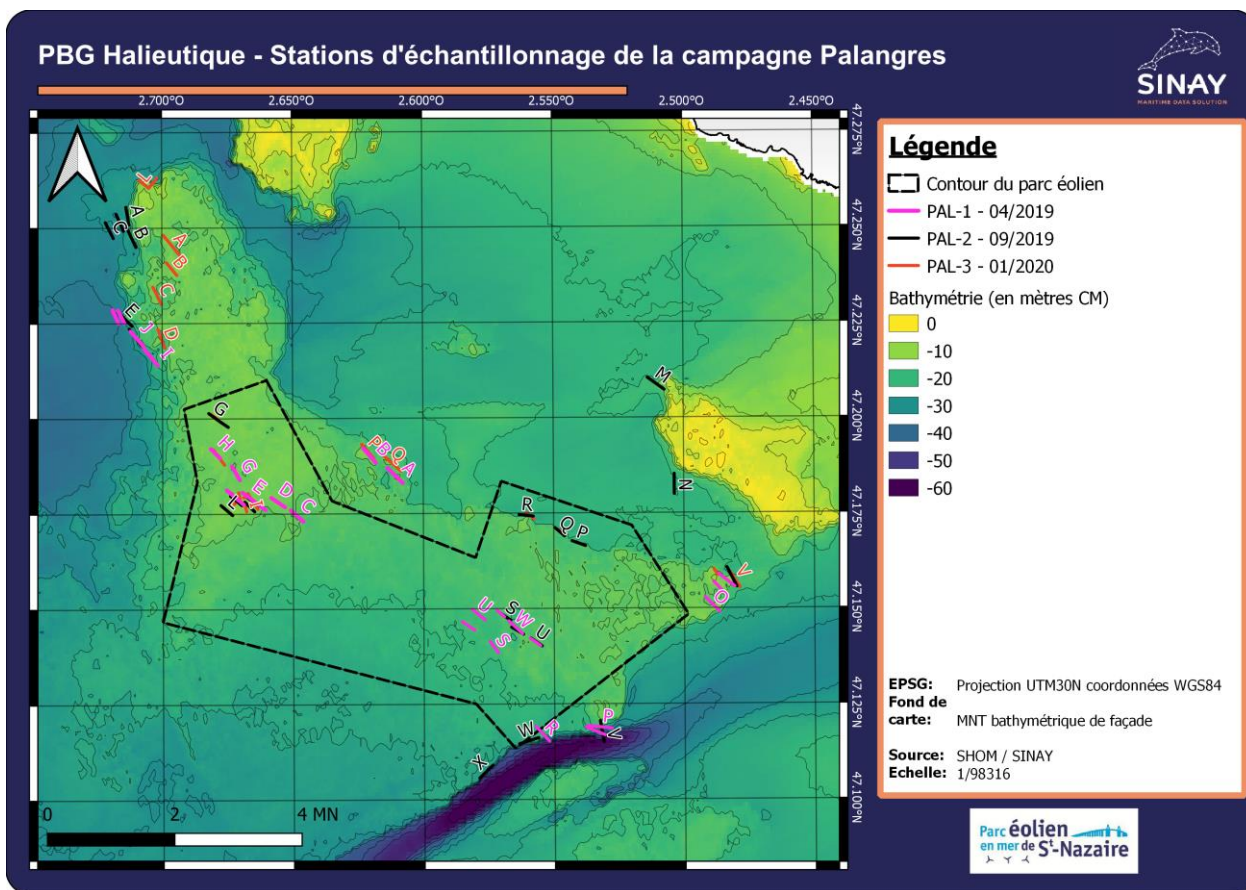 PBG Halieutique - Stations d'échantillonnage de la campagne Palangres
SINAY
MARITIME DATA SOLUTION
2.700°O 2.650°O 2.600°O 2.550°O 2.500°O 2.450°O
47.275°N
47.250°N
47.225°N
47.200°N
47.175°N
47.150°N
47.125°N
47.100°N
A
B
C
A
B
C
D
E
J
I
G
H
G
E
D
C
L
P
B
Q
A
M
N
R
Q
P
V
O
U
S
W
U
S
P
V
W
R
X
0 2 4 MN
Légende
Contour du parc éolien
PAL-1 - 04/2019
PAL-2 - 09/2019
PAL-3 - 01/2020
Bathymétrie (en mètres CM)
0
-10
-20
-30
-40
-50
-60
EPSG: Projection UTM30N coordonnées WGS84
Fond de
carte: MNT bathymétrique de façade
Source: SHOM / SINAY
Echelle: 1/98316
Parc éolien
en mer de St-Nazaire